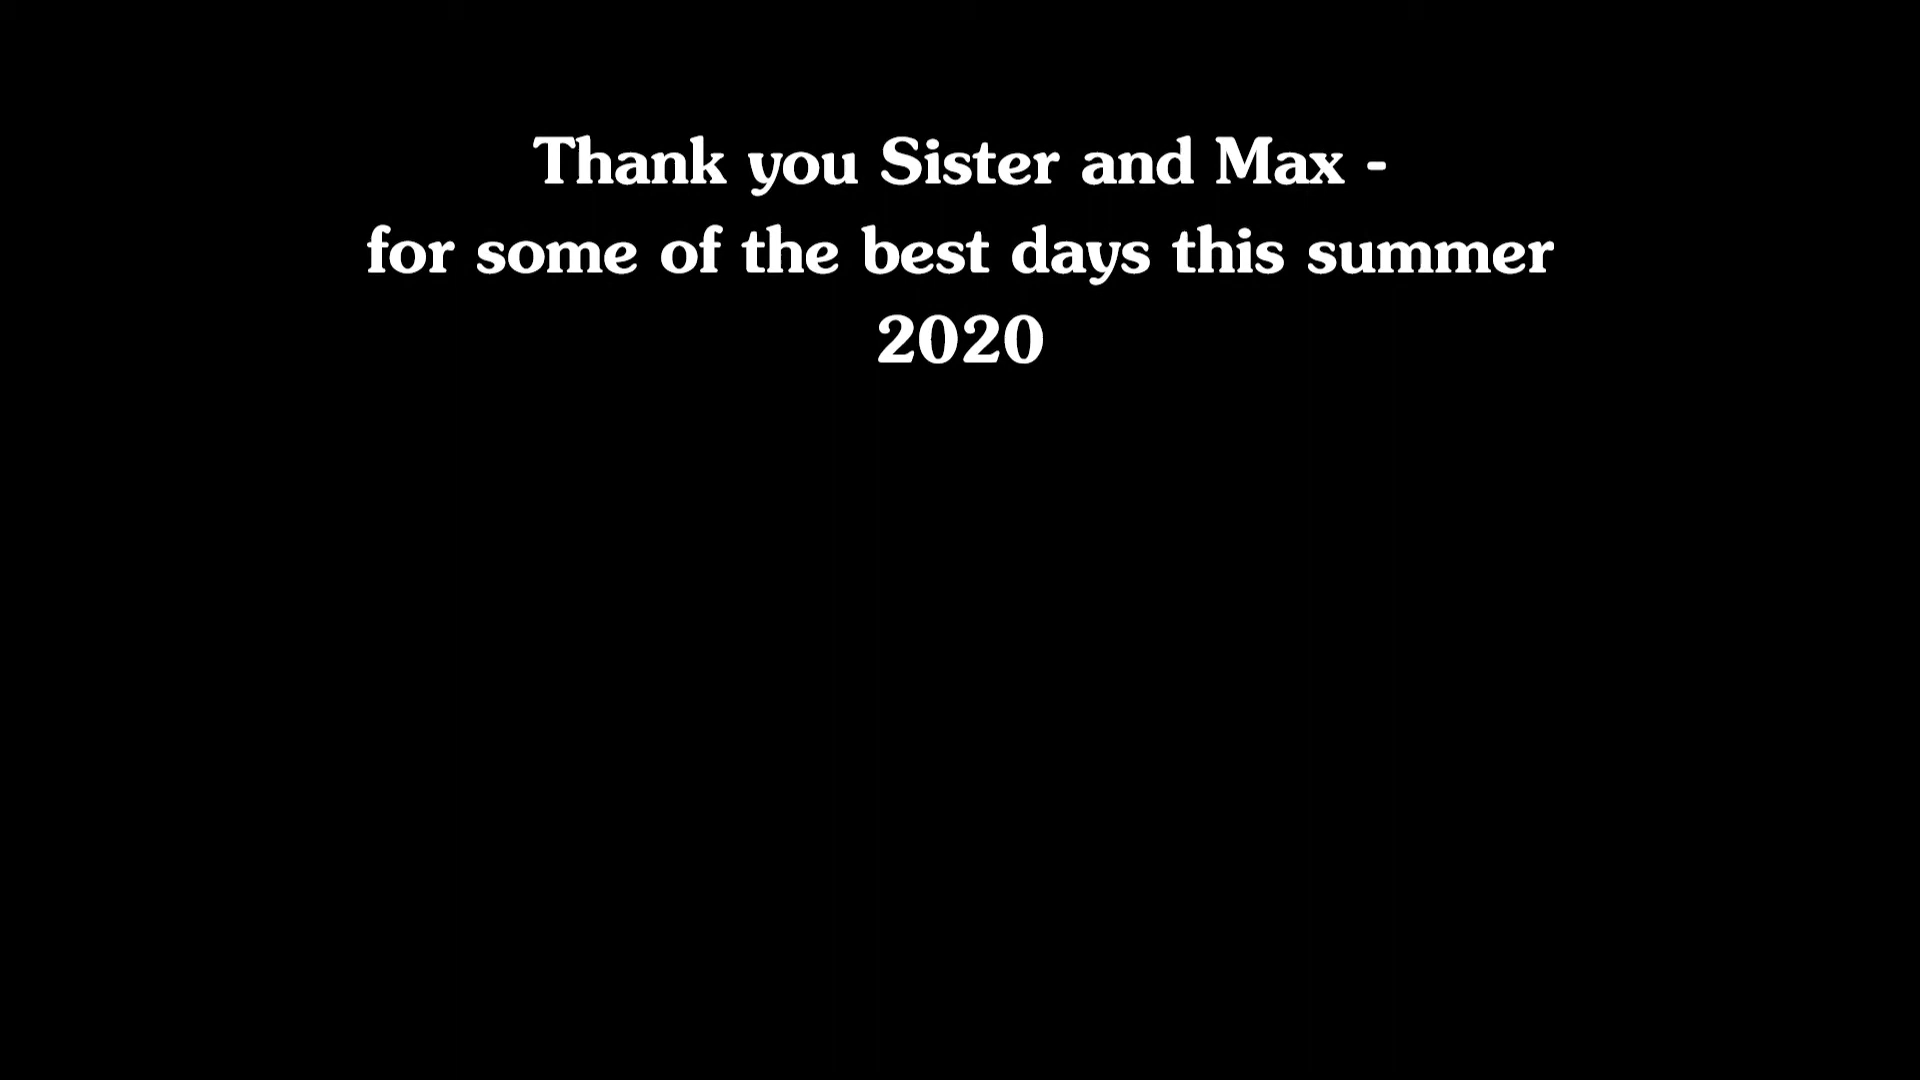 Thank you Sister and Max -
for some of the best days this summer
2020